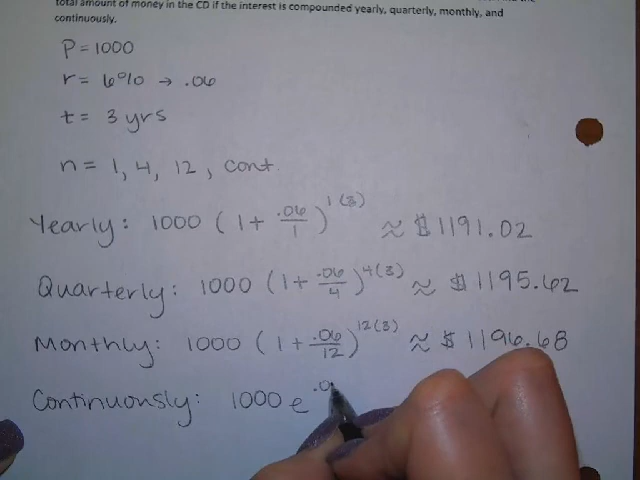 total amount of money in the CD if the interest is compounded yearly, quarterly, monthly, and
continuously.
P = 1000
r = 6% → .06
t = 3 yrs
n = 1, 4, 12, cont.
Yearly: 1000 (1 + .06/1)^1(3) ≈ $1191.02
Quarterly: 1000 (1 + .06/4)^4(3) ≈ $1195.62
Monthly: 1000 (1 + .06/12)^12(3) ≈ $1196.68
Continuously: 1000 e^.0